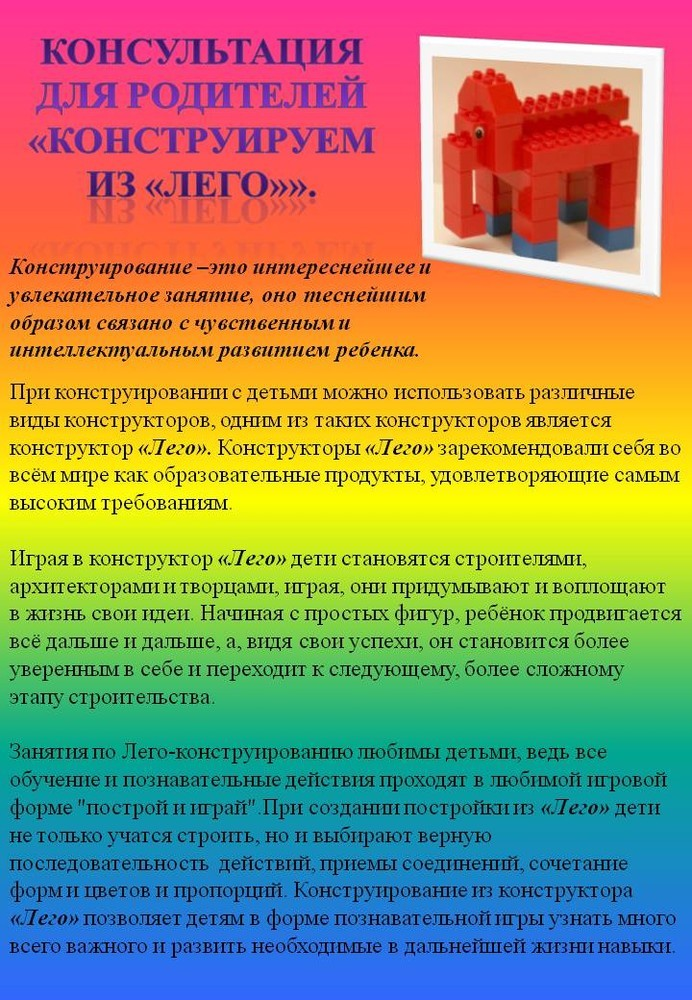 КОНСУЛЬТАЦИЯ
ДЛЯ РОДИТЕЛЕЙ
«КОНСТРУИРУЕМ
ИЗ «ЛЕГО»».
Конструирование –это интереснейшее и
увлекательное занятие, оно теснейшим
образом связано с чувственным и
интеллектуальным развитием ребенка.
При конструировании с детьми можно использовать различные
виды конструкторов, одним из таких конструкторов является
конструктор «Лего». Конструкторы «Лего» зарекомендовали себя во
всём мире как образовательные продукты, удовлетворяющие самым
высоким требованиям.
Играя в конструктор «Лего» дети становятся строителями,
архитекторами и творцами, играя, они придумывают и воплощают
в жизнь свои идеи. Начиная с простых фигур, ребёнок продвигается
всё дальше и дальше, а, видя свои успехи, он становится более
уверенным в себе и переходит к следующему, более сложному
этапу строительства.
Занятия по Лего-конструированию любимы детьми, ведь все
обучение и познавательные действия проходят в любимой игровой
форме "построй и играй".При создании постройки из «Лего» дети
не только учатся строить, но и выбирают верную
последовательность действий, приемы соединений, сочетание
форм и цветов и пропорций. Конструирование из конструктора
«Лего» позволяет детям в форме познавательной игры узнать много
всего важного и развить необходимые в дальнейшей жизни навыки.